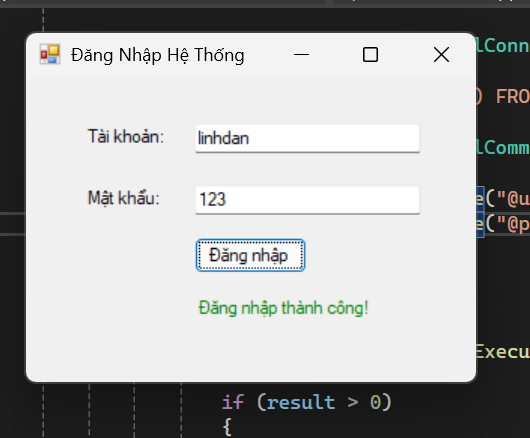 Đăng Nhập Hệ Thống
lConn
) FRO
lComm
Tài khoản:
linhdan
e("@u
Mật khẩu:
123
e("@p
Đăng nhập
Đăng nhập thành công!
Execu
if (result > 0)
{